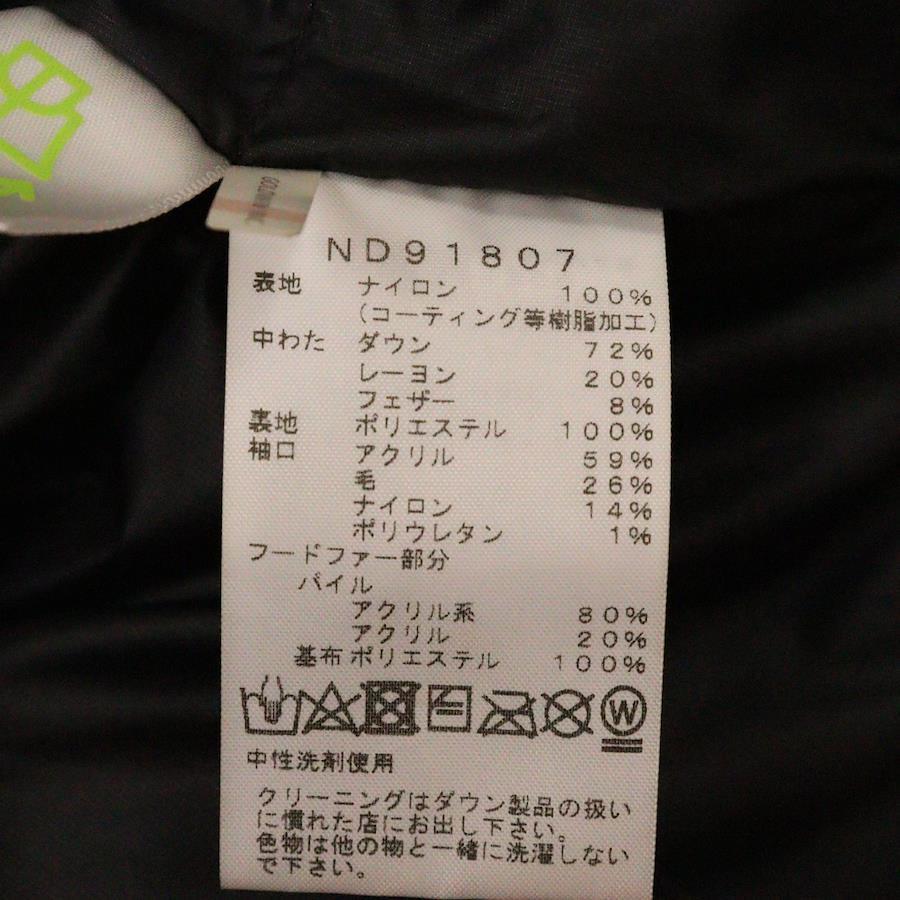 ND91807
表地 ナイロン 100%
(コーティング等樹脂加工)
中わた ダウン 72%
レーヨン 20%
フェザー 8%
裏地 ポリエステル 100%
袖口 アクリル 59%
毛 26%
ナイロン 14%
ポリウレタン 1%
フードファー部分
パイル
アクリル系 80%
アクリル 20%
基布 ポリエステル 100%
W
中性洗剤使用
クリーニングはダウン製品の扱い
に慣れた店にお出し下さい。
色物は他の物と一緒に洗濯しない
で下さい。